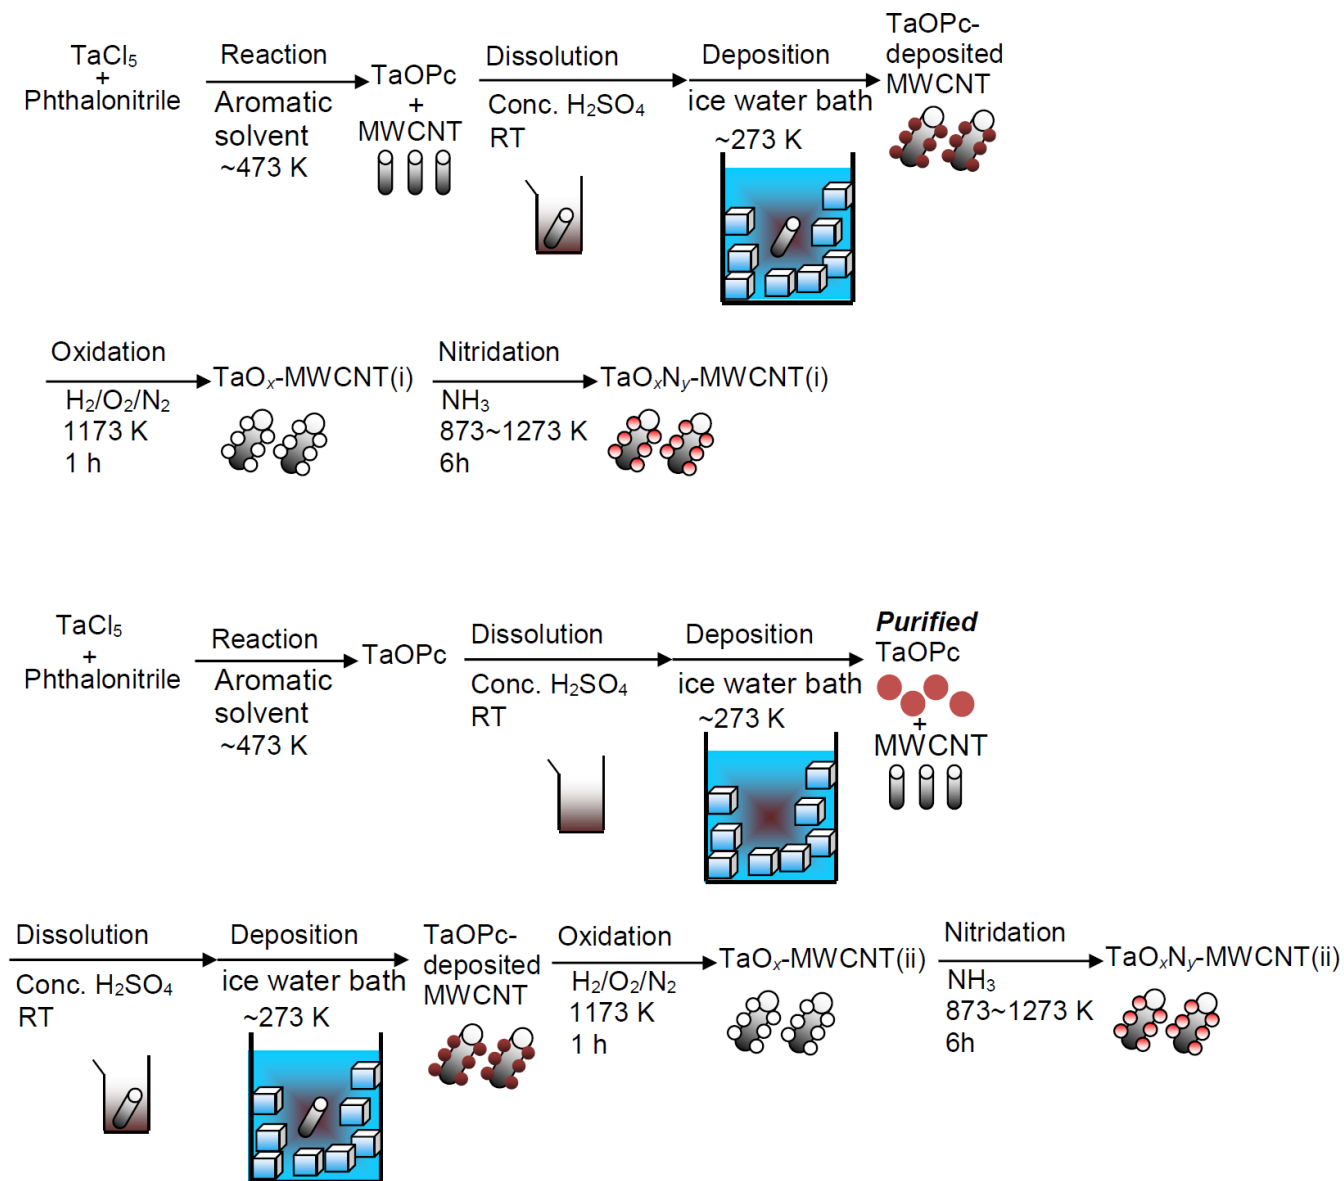 TaCl₅
+
Phthalonitrile
Reaction
Aromatic
solvent
~473 K
TaOPc
+
MWCNT
Dissolution
Conc. H₂SO₄
RT
Deposition
ice water bath
~273 K
TaOPc-
deposited
MWCNT
Oxidation
H₂/O₂/N₂
1173 K
1 h
TaOₓ-MWCNT(i)
Nitridation
NH₃
873~1273 K
6h
TaOₓNᵧ-MWCNT(i)
TaCl₅
+
Phthalonitrile
Reaction
Aromatic
solvent
~473 K
TaOPc
Dissolution
Conc. H₂SO₄
RT
Deposition
ice water bath
~273 K
Purified
TaOPc
+
MWCNT
Dissolution
Conc. H₂SO₄
RT
Deposition
ice water bath
~273 K
TaOPc-
deposited
MWCNT
Oxidation
H₂/O₂/N₂
1173 K
1 h
TaOₓ-MWCNT(ii)
Nitridation
NH₃
873~1273 K
6h
TaOₓNᵧ-MWCNT(ii)